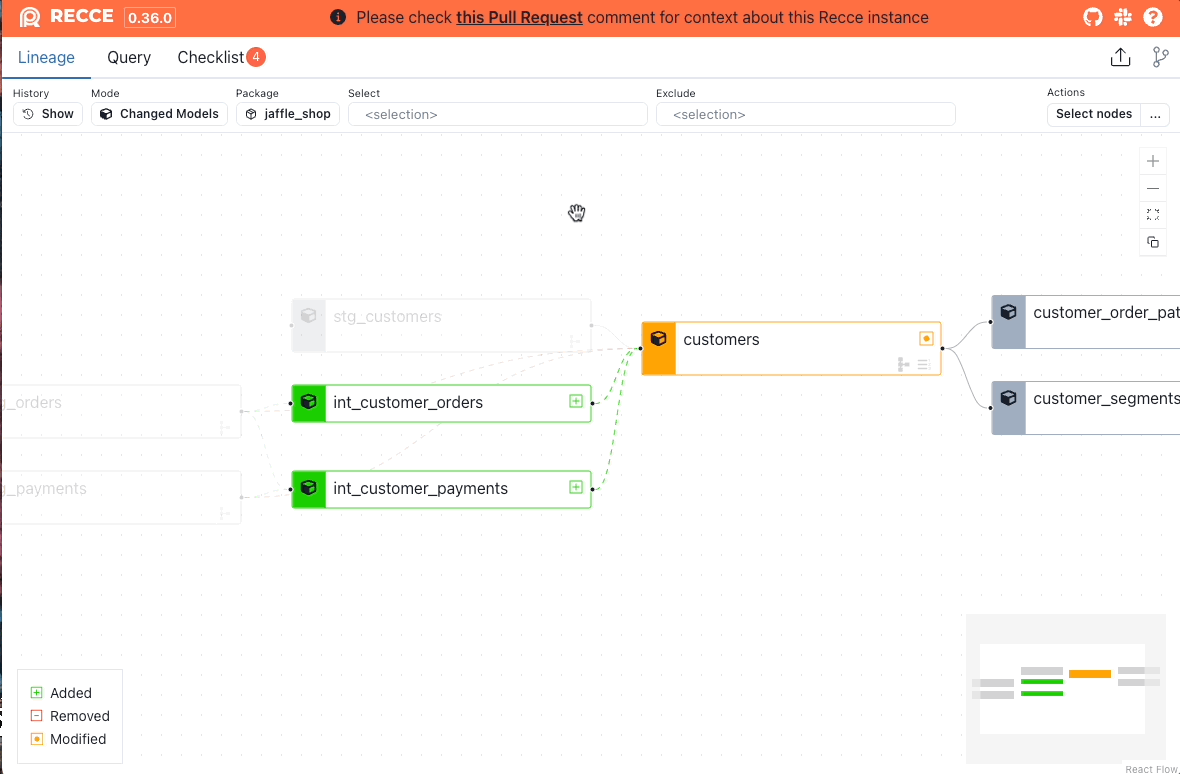 RECCE 0.36.0 Please check this Pull Request comment for context about this Recce instance
Lineage Query Checklist 4
History Mode Package Select Exclude Actions
Show Changed Models jaffle_shop <selection> <selection> Select nodes ...
stg_customers
customers
customer_order_pat
g_orders
int_customer_orders
customer_segments
g_payments
int_customer_payments
Added
Removed
Modified
React Flow